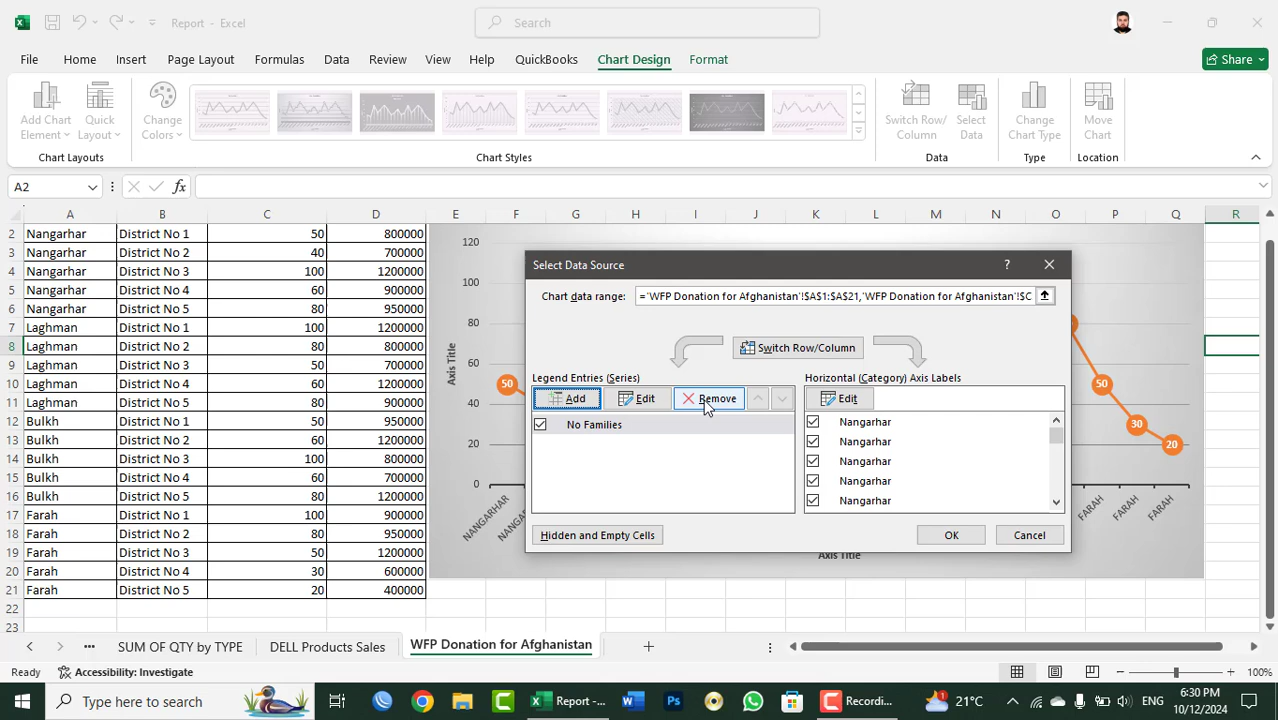 Report - Excel
Search
File Home Insert Page Layout Formulas Data Review View Help QuickBooks Chart Design Format Share
Add Chart Element
Quick Layout
Change Colors
Switch Row/ Column
Select Data
Change Chart Type
Move Chart
Chart Layouts
Chart Styles
Data
Type
Location
A2
fx
A B C D E F G H I J K L M N O P Q R
2 Nangarhar District No 1 50 800000
3 Nangarhar District No 2 40 700000
4 Nangarhar District No 3 100 1200000
5 Nangarhar District No 4 60 900000
6 Nangarhar District No 5 80 950000
7 Laghman District No 1 100 1200000
8 Laghman District No 2 80 800000
9 Laghman District No 3 50 700000
10 Laghman District No 4 60 1200000
11 Laghman District No 5 80 900000
12 Bulkh District No 1 50 950000
13 Bulkh District No 2 60 1200000
14 Bulkh District No 3 100 800000
15 Bulkh District No 4 60 700000
16 Bulkh District No 5 80 1200000
17 Farah District No 1 100 900000
18 Farah District No 2 80 950000
19 Farah District No 3 50 1200000
20 Farah District No 4 30 600000
21 Farah District No 5 20 400000
22
23
120
100
80
60
40
20
0
Axis Title
50
50
30
20
NANGARHAR
FARAH
FARAH
FARAH
Axis Title
Select Data Source
?
Chart data range: ='WFP Donation for Afghanistan'!$A$1:$A$21,'WFP Donation for Afghanistan'!$C
Switch Row/Column
Legend Entries (Series)
Horizontal (Category) Axis Labels
Add Edit Remove
Edit
No Families
Nangarhar
Nangarhar
Nangarhar
Nangarhar
Nangarhar
Hidden and Empty Cells
OK
Cancel
SUM OF QTY by TYPE DELL Products Sales WFP Donation for Afghanistan
Ready Accessibility: Investigate 100%
Type here to search
Report -...
Recordi...
1
21°C
ENG
6:30 PM
10/12/2024